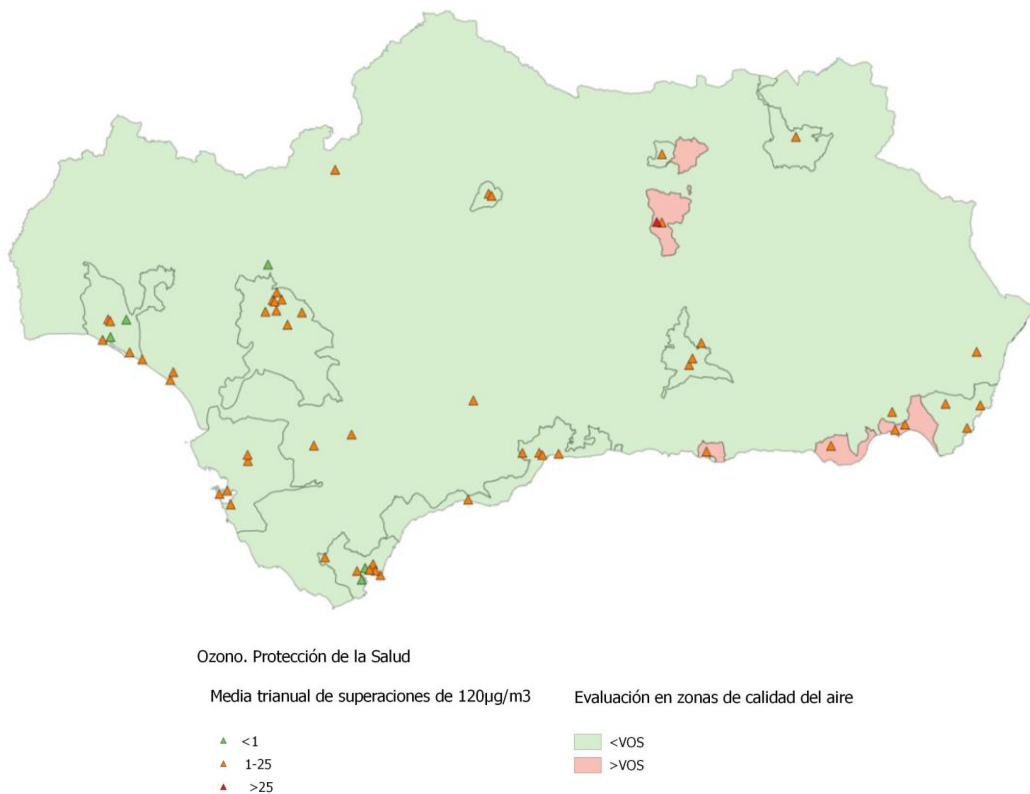 Ozono. Protección de la Salud
Media trianual de superaciones de 120µg/m3
<1
1-25
>25
Evaluación en zonas de calidad del aire
<VOS
>VOS